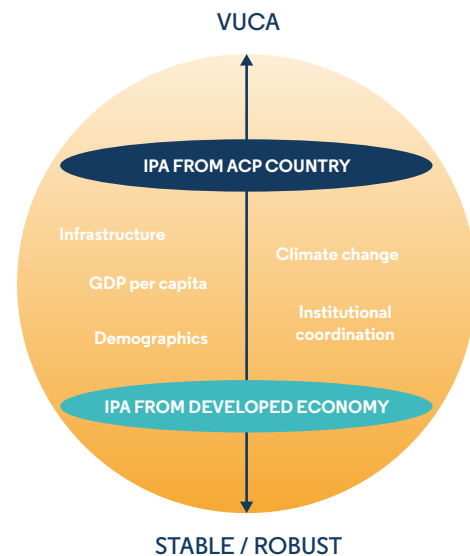 VUCA
IPA FROM ACP COUNTRY
Infrastructure
Climate change
GDP per capita
Institutional
coordination
Demographics
IPA FROM DEVELOPED ECONOMY
STABLE / ROBUST